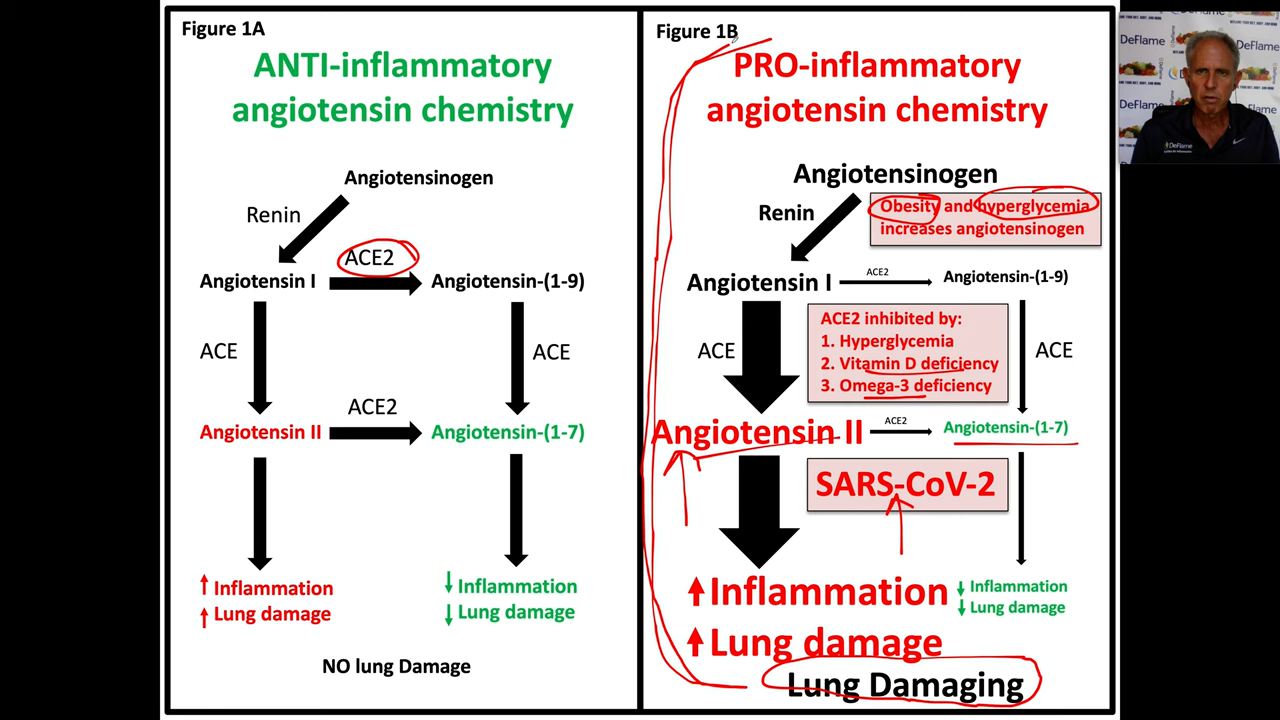 Figure 1A
ANTI-inflammatory
angiotensin chemistry
Angiotensinogen
Renin
ACE2
Angiotensin I
Angiotensin-(1-9)
ACE
ACE
ACE2
Angiotensin II
Angiotensin-(1-7)
Inflammation
Lung damage
Inflammation
Lung damage
NO lung Damage
Figure 1B
PRO-inflammatory
angiotensin chemistry
Angiotensinogen
Renin
Obesity and hyperglycemia
increases angiotensinogen
Angiotensin I
ACE2
Angiotensin-(1-9)
ACE
ACE2 inhibited by:
1. Hyperglycemia
2. Vitamin D deficiency
3. Omega-3 deficiency
ACE
Angiotensin II
ACE2
Angiotensin-(1-7)
SARS-CoV-2
Inflammation
Lung damage
Inflammation
Lung damage
Lung Damaging
DeFlame
DeFlame
DeFlame
DeFlame
DeFlame